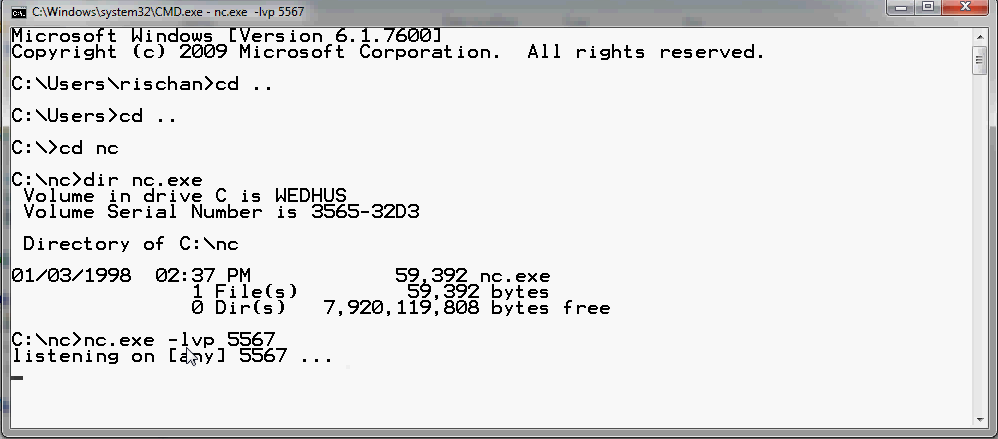 C:\Windows\system32\CMD.exe - nc.exe  -lvp 5567
Microsoft Windows [Version 6.1.7600]
Copyright (c) 2009 Microsoft Corporation.  All rights reserved.
C:\Users\rischan>cd ..
C:\Users>cd ..
C:\>cd nc
C:\nc>dir nc.exe
 Volume in drive C is WEDHUS
 Volume Serial Number is 3565-32D3
 Directory of C:\nc
01/03/1998  02:37 PM            59,392 nc.exe
               1 File(s)         59,392 bytes
               0 Dir(s)   7,920,119,808 bytes free
C:\nc>nc.exe -lvp 5567
listening on [any] 5567 ...